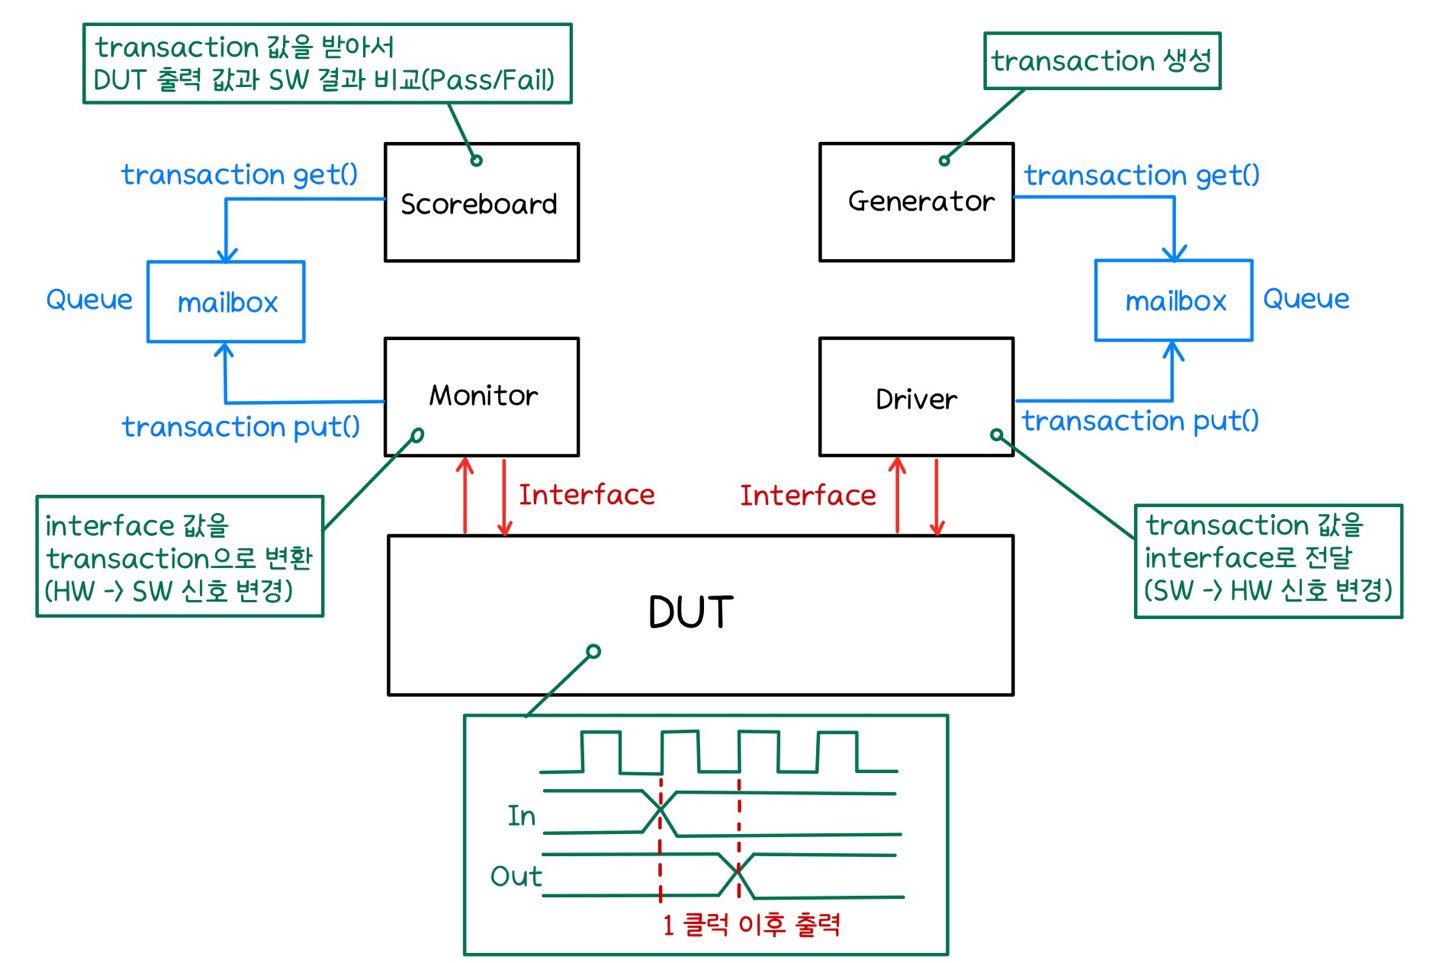 transaction 값을 받아서
DUT 출력 값과 SW 결과 비교(Pass/Fail)
transaction 생성
transaction get()
Scoreboard
Generator
transaction get()
Queue
mailbox
mailbox
Queue
Monitor
Driver
transaction put()
transaction put()
Interface
Interface
interface 값을
transaction으로 변환
(HW -> SW 신호 변경)
transaction 값을
interface로 전달
(SW -> HW 신호 변경)
DUT
In
Out
1 클럭 이후 출력